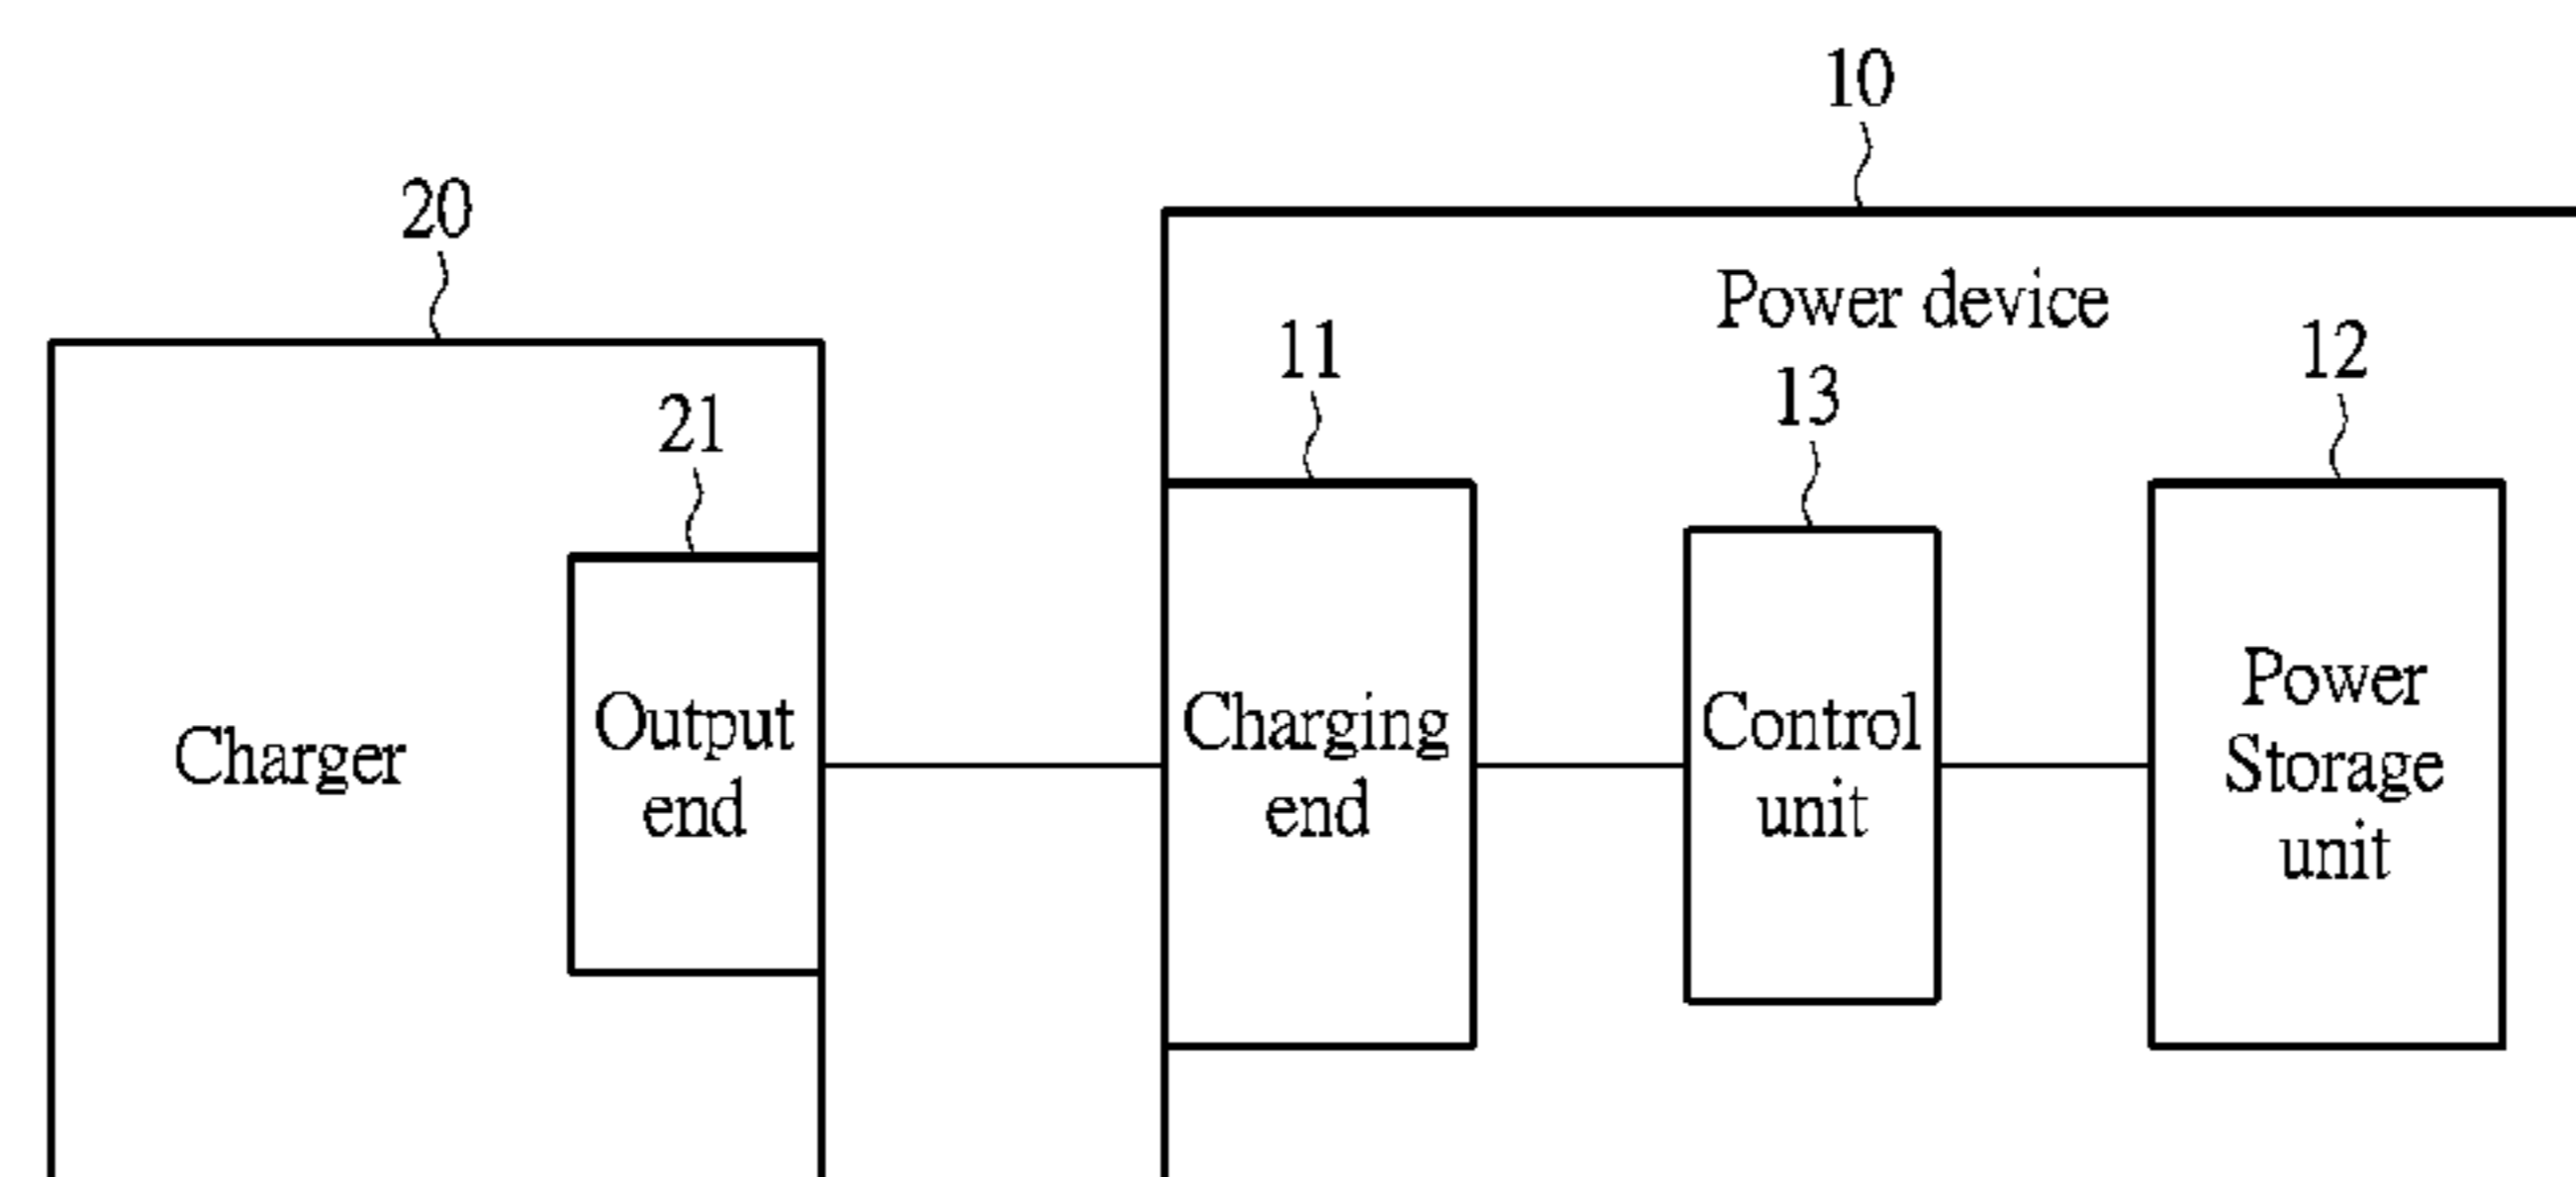 10
20
Power device
11
12
13
21
Power
Output
Charging
Control
Charger
Storage
end
end
unit
unit